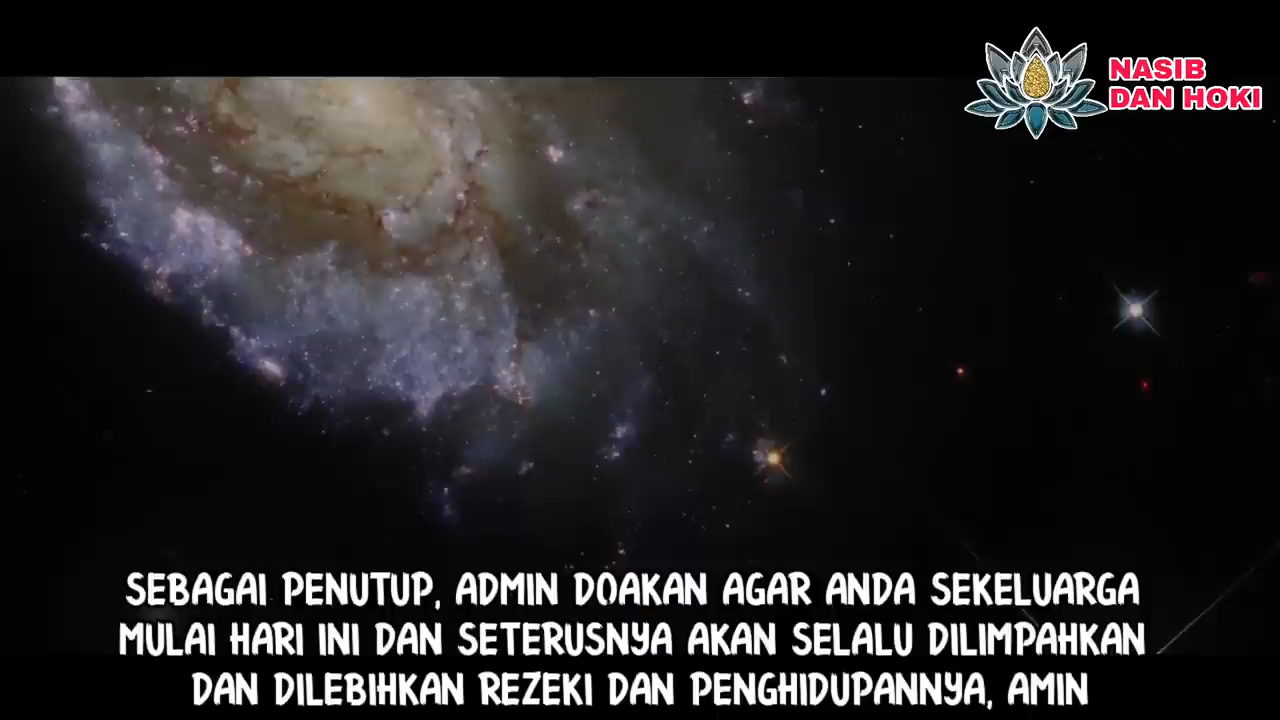 NASIB
DAN HOKI
SEBAGAI PENUTUP, ADMIN DOAKAN AGAR ANDA SEKELUARGA
MULAI HARI INI DAN SETERUSNYA AKAN SELALU DILIMPAHKAN
DAN DILEBIHKAN REZEKI DAN PENGHIDUPANNYA, AMIN